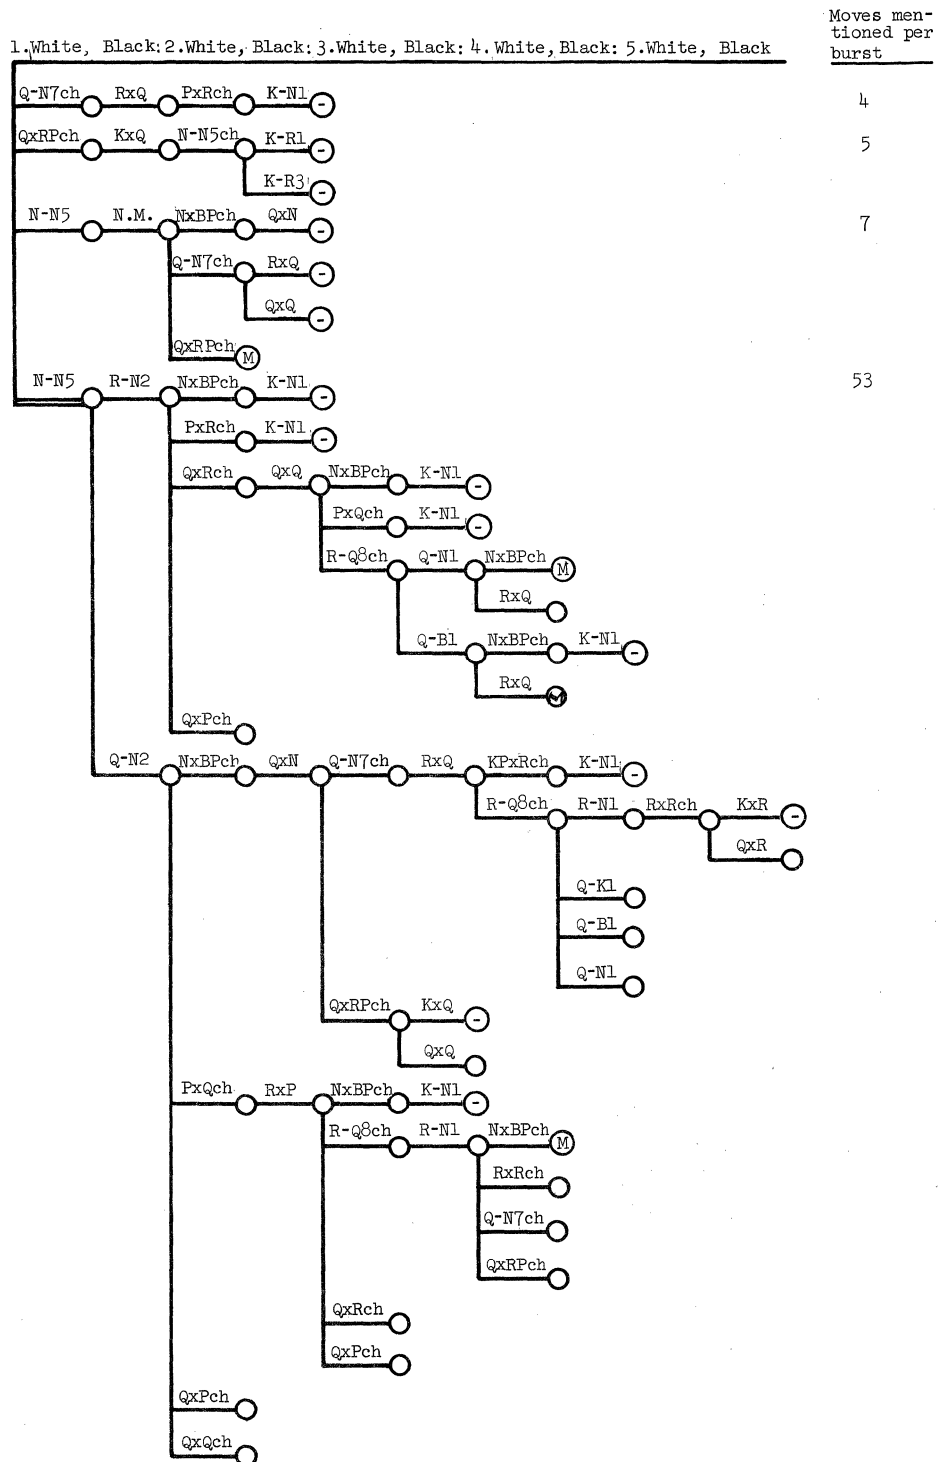 Moves men-
tioned per
burst
1.White, Black: 2.White, Black: 3.White, Black: 4. White, Black: 5.White, Black
Q-N7ch RxQ PxRch K-N1 - 4
QxRPch KxQ N-N5ch K-R1 - 5
K-R3 -
N-N5 N.M. NxBPch QxN - 7
Q-N7ch RxQ -
QxQ -
QxRPch M
N-N5 R-N2 NxBPch K-N1 - 53
PxRch K-N1 -
QxRch QxQ NxBPch K-N1 -
PxQch K-N1 -
R-Q8ch Q-N1 NxBPch M
RxQ
Q-B1 NxBPch K-N1 -
RxQ
QxPch
Q-N2 NxBPch QxN Q-N7ch RxQ KPxRch K-N1 -
R-Q8ch R-N1 RxRch KxR -
QxR
Q-K1
Q-B1
Q-N1
QxRPch KxQ -
QxQ
PxQch RxP NxBPch K-N1 -
R-Q8ch R-N1 NxBPch M
RxRch
Q-N7ch
QxRPch
QxRch
QxPch
QxPch
QxQch